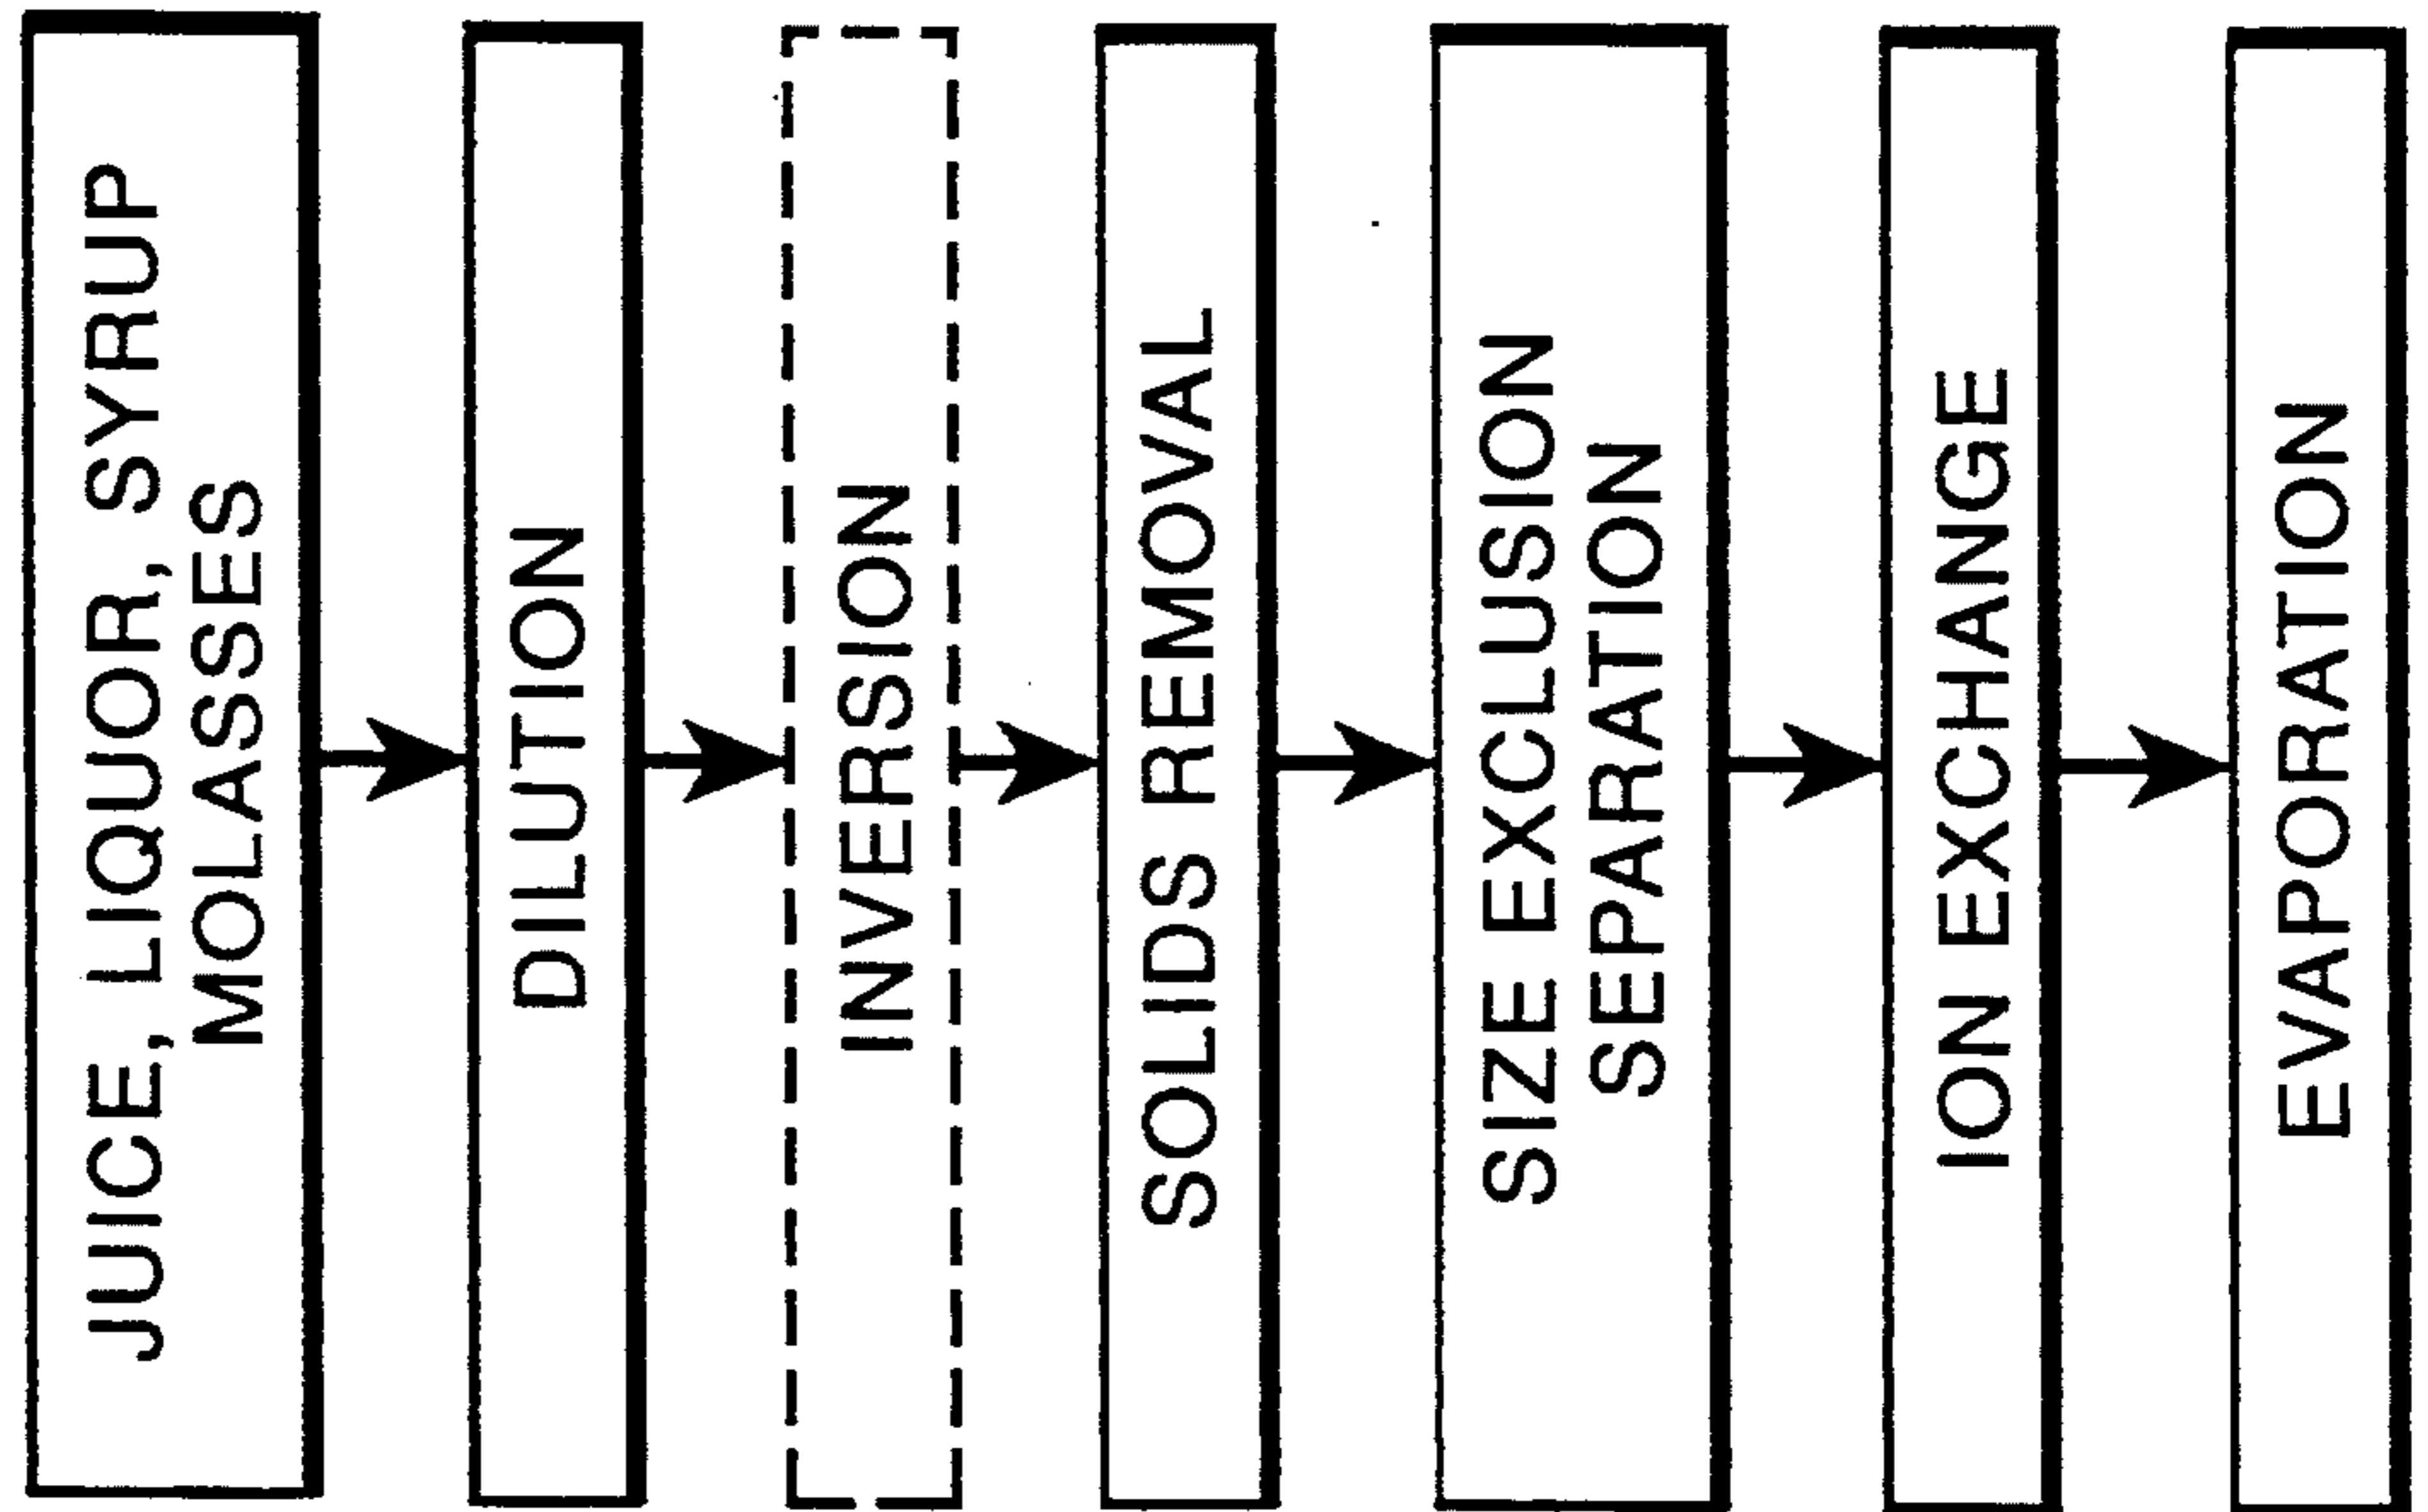 JUICE, LIQUOR, SYRUP
MOLASSES
DILUTION
INVERSION
SOLIDS REMOVAL
SIZE EXCLUSION
SEPARATION
ION EXCHANGE
EVAPORATION